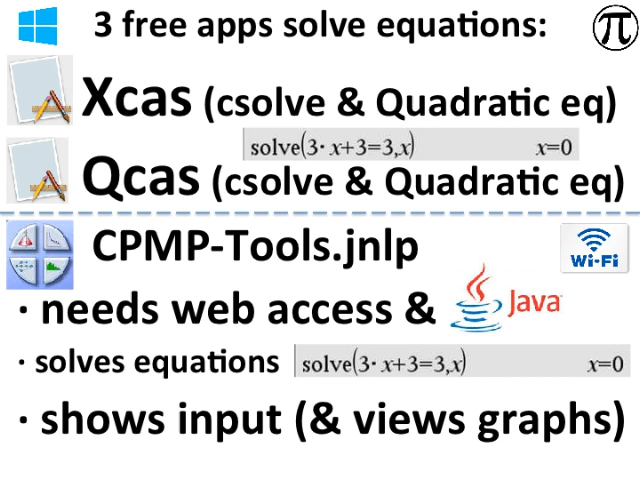 3 free apps solve equations:
π
Xcas (csolve & Quadratic eq)
solve(3· x+3=3,x) x=0
Qcas (csolve & Quadratic eq)
CPMP-Tools.jnlp
Wi-Fi
· needs web access & Java
· solves equations solve(3· x+3=3,x) x=0
· shows input (& views graphs)